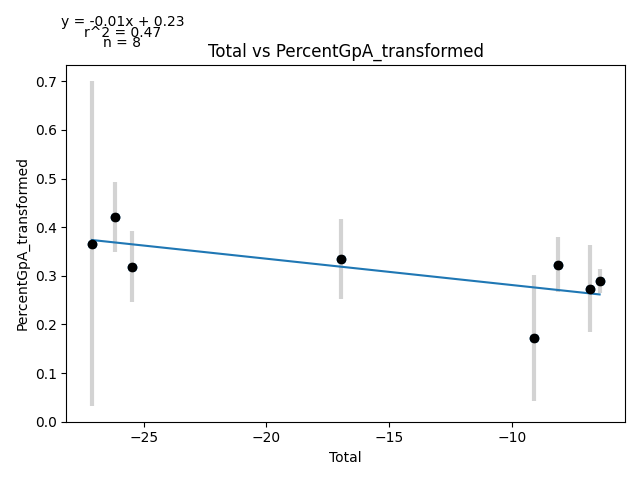 y = -0.01x + 0.23
r^2 = 0.47
n = 8
Total vs PercentGpA_transformed
0.7
0.6
0.5
0.4
0.3
0.2
0.1
0.0
PercentGpA_transformed
−25
−20
−15
−10
Total